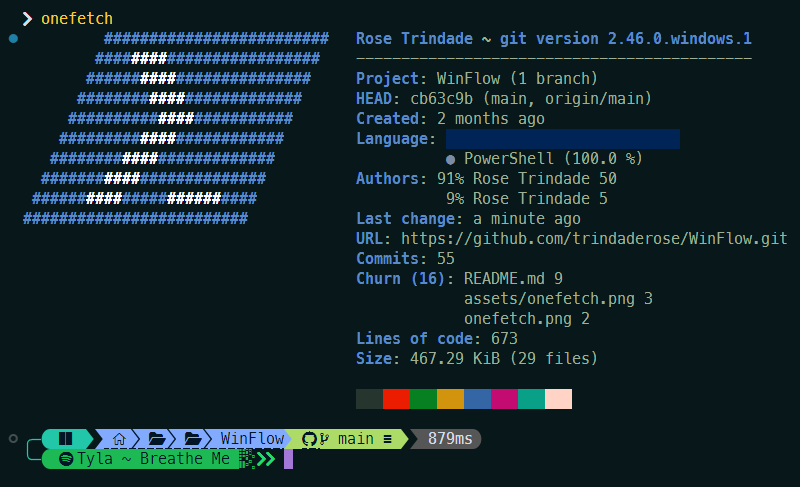 ❯ onefetch
#########################
####
#################
######
####
###############
########
####
#############
##########
####
###########
#########
####
############
########
####
#############
#######
####
##############
######
####
#####
######
####
#########################
Rose Trindade ~ git version 2.46.0.windows.1
--------------------------------------------
Project: WinFlow (1 branch)
HEAD: cb63c9b (main, origin/main)
Created: 2 months ago
Language:
● PowerShell (100.0 %)
Authors: 91% Rose Trindade 50
9% Rose Trindade 5
Last change: a minute ago
URL: https://github.com/trindaderose/WinFlow.git
Commits: 55
Churn (16): README.md 9
assets/onefetch.png 3
onefetch.png 2
Lines of code: 673
Size: 467.29 KiB (29 files)
WinFlow main ≡ 879ms
Tyla ~ Breathe Me